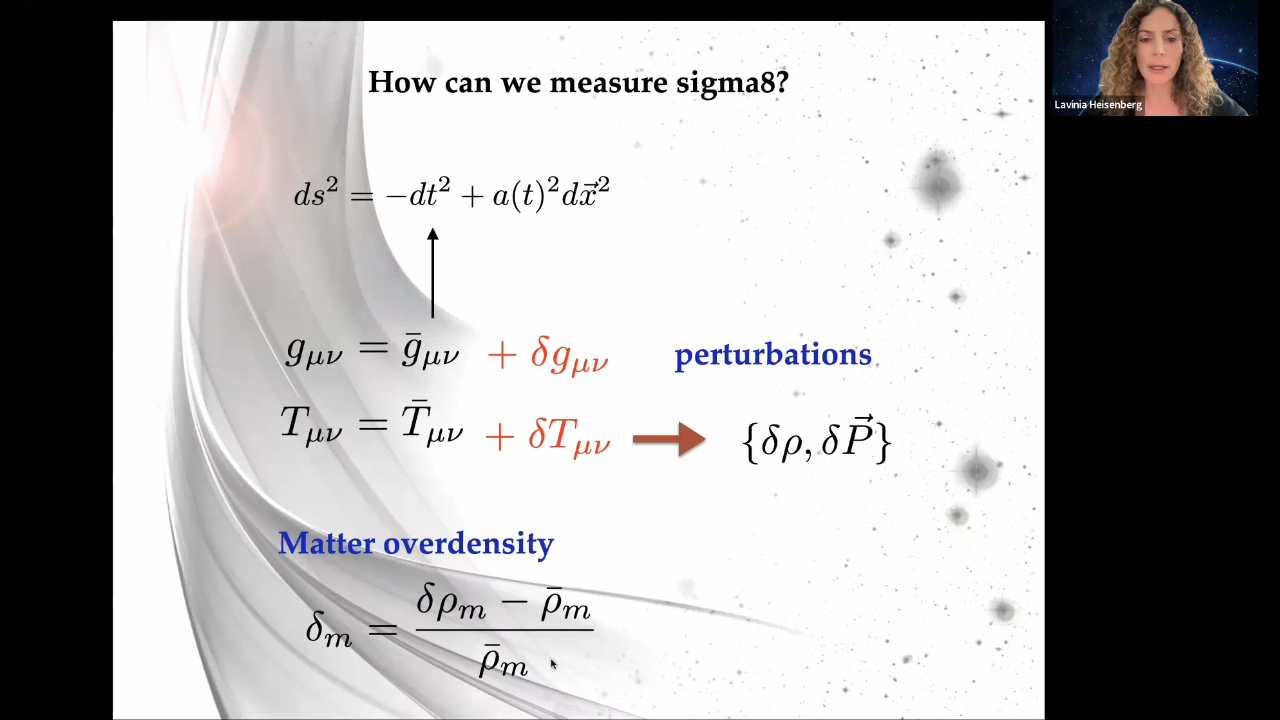 How can we measure sigma8?
Lavinia Heisenberg
ds² = −dt² + a(t)²dx⃗²
g_μν = ḡ_μν + δg_μν perturbations
T_μν = T̄_μν + δT_μν {δρ, δP⃗}
Matter overdensity
δ_m = (δρ_m − ρ̄_m) / ρ̄_m